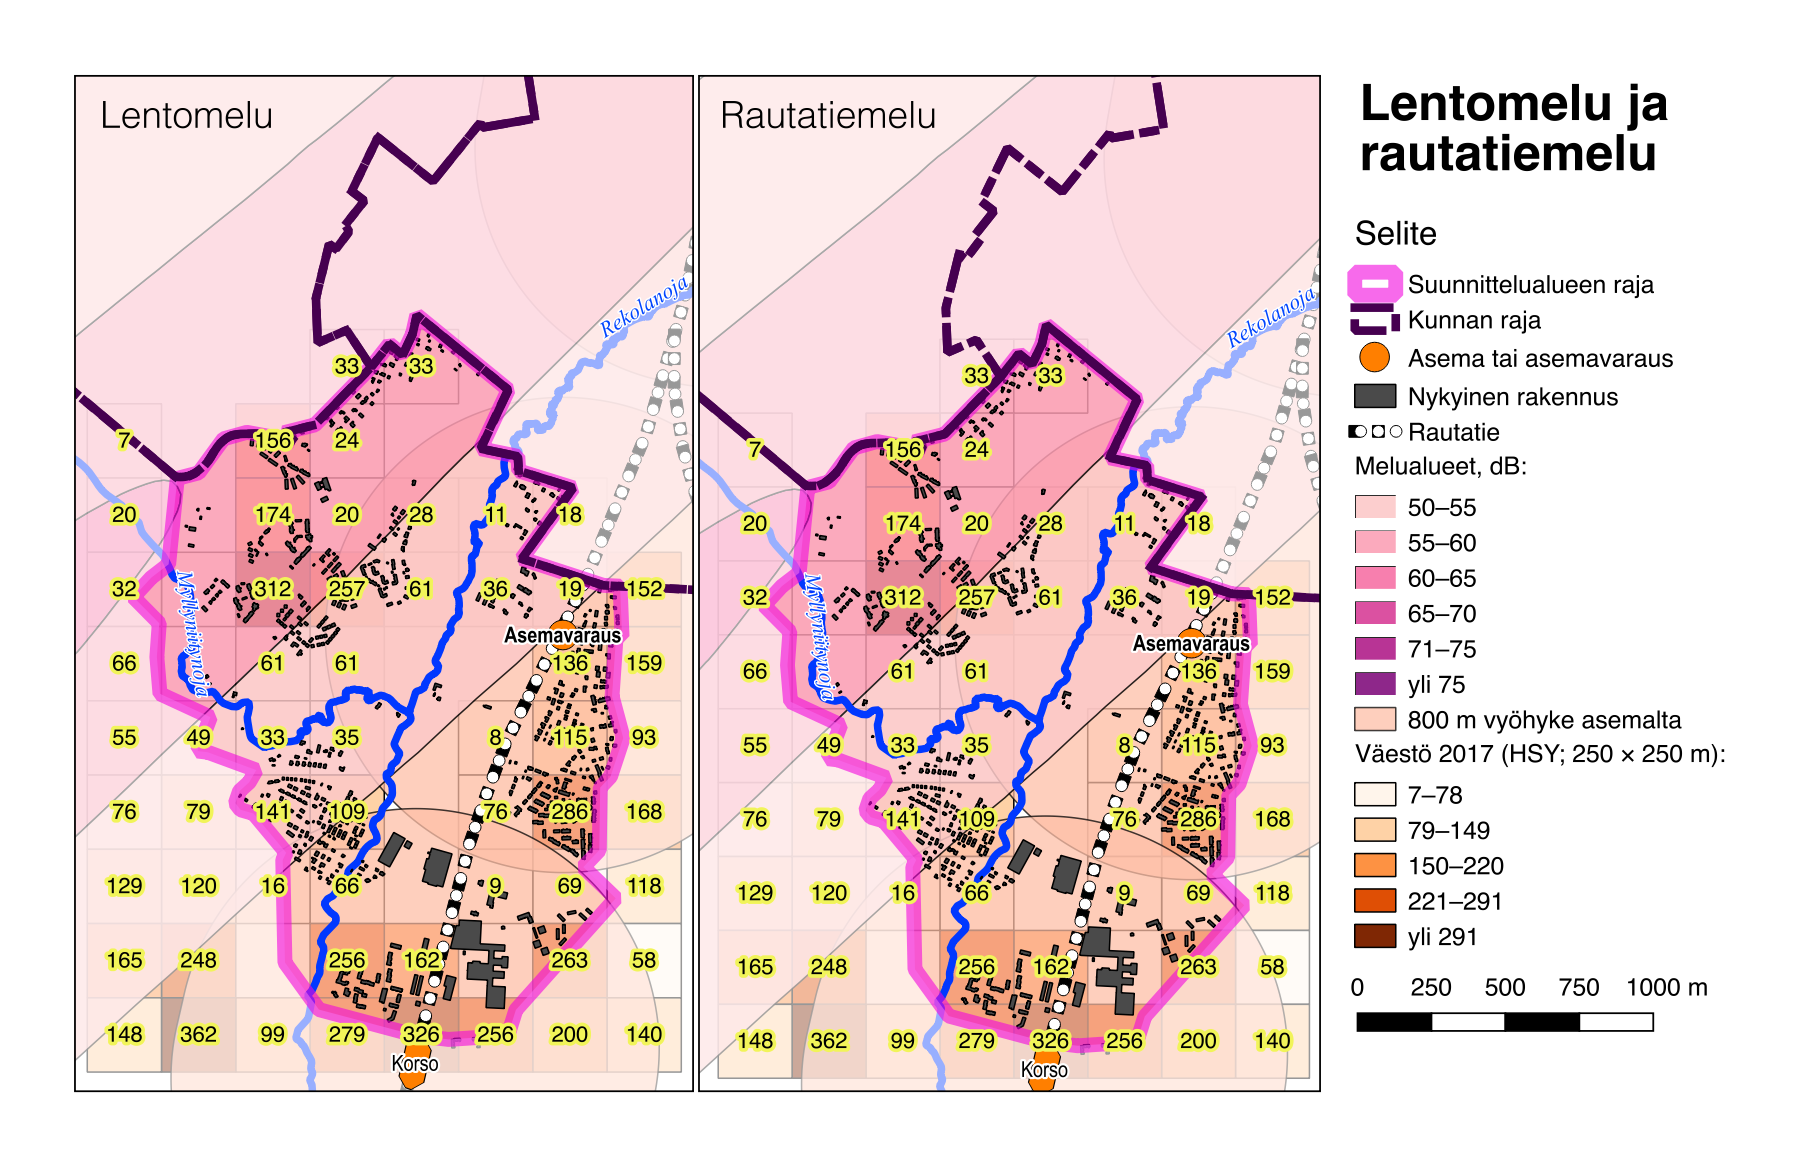 Lentomelu
Rekolanoja
33 33
7 156 24
20 174 20 28 11 18
32 312 257 61 36 19 152
Myllyniitynoja
Asemavaraus
66 61 61 136 159
55 49 33 35 8 115 93
76 79 141 109 76 286 168
129 120 16 66 9 69 118
165 248 256 162 263 58
148 362 99 279 326 256 200 140
Korso
Rautatiemelu
Rekolanoja
33 33
7 156 24
20 174 20 28 11 18
32 312 257 61 36 19 152
Myllyniitynoja
Asemavaraus
66 61 61 136 159
55 49 33 35 8 115 93
76 79 141 109 76 286 168
129 120 16 66 9 69 118
165 248 256 162 263 58
148 362 99 279 326 256 200 140
Korso
Lentomelu ja
rautatiemelu
Selite
Suunnittelualueen raja
Kunnan raja
Asema tai asemavaraus
Nykyinen rakennus
Rautatie
Melualueet, dB:
50–55
55–60
60–65
65–70
71–75
yli 75
800 m vyöhyke asemalta
Väestö 2017 (HSY; 250 × 250 m):
7–78
79–149
150–220
221–291
yli 291
0 250 500 750 1000 m